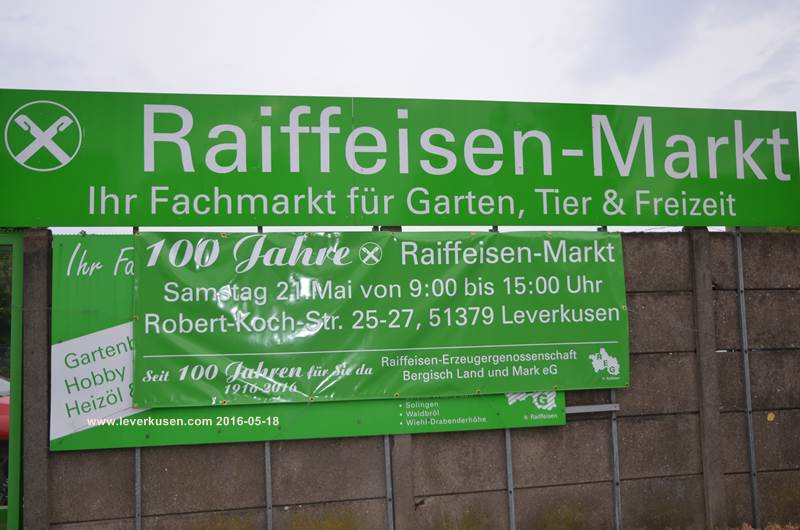 Raiffeisen-Markt
Ihr Fachmarkt für Garten, Tier & Freizeit
100 Jahre Raiffeisen-Markt
Samstag 21. Mai von 9:00 bis 15:00 Uhr
Robert-Koch-Str. 25-27, 51379 Leverkusen
Seit 100 Jahren für Sie da
1916-2016
Raiffeisen-Erzeugergenossenschaft
Bergisch Land und Mark eG
REG
Raiffeisen
Ihr Fa
Gartenb
Hobby
Heizöl &
• Solingen
• Waldbröl
• Wiehl-Drabenderhöhe
Raiffeisen
www.leverkusen.com 2016-05-18